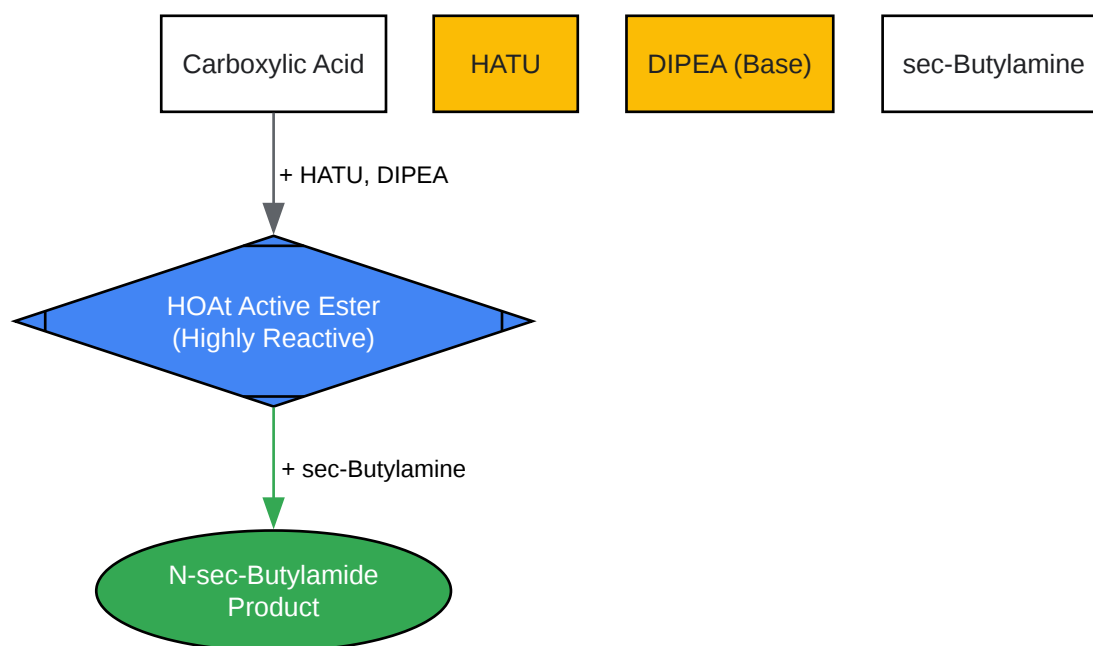 Carboxylic Acid
HATU
DIPEA (Base)
sec-Butylamine
+ HATU, DIPEA
HOAt Active Ester
(Highly Reactive)
+ sec-Butylamine
N-sec-Butylamide
Product